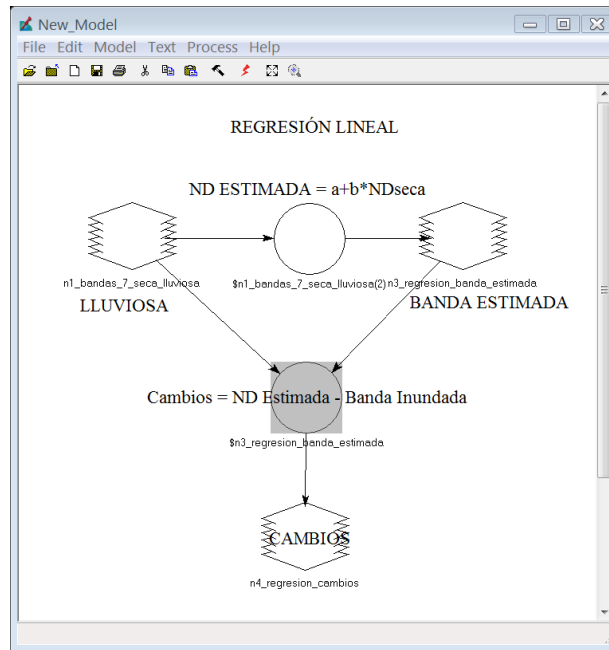 New_Model
File Edit Model Text Process Help
REGRESIÓN LINEAL
ND ESTIMADA = a+b*NDseca
n1_bandas_7_seca_lluviosa
$n1_bandas_7_seca_lluviosa(2)
n3_regresion_banda_estimada
LLUVIOSA
BANDA ESTIMADA
Cambios = ND Estimada - Banda Inundada
$n3_regresion_banda_estimada
CAMBIOS
n4_regresion_cambios